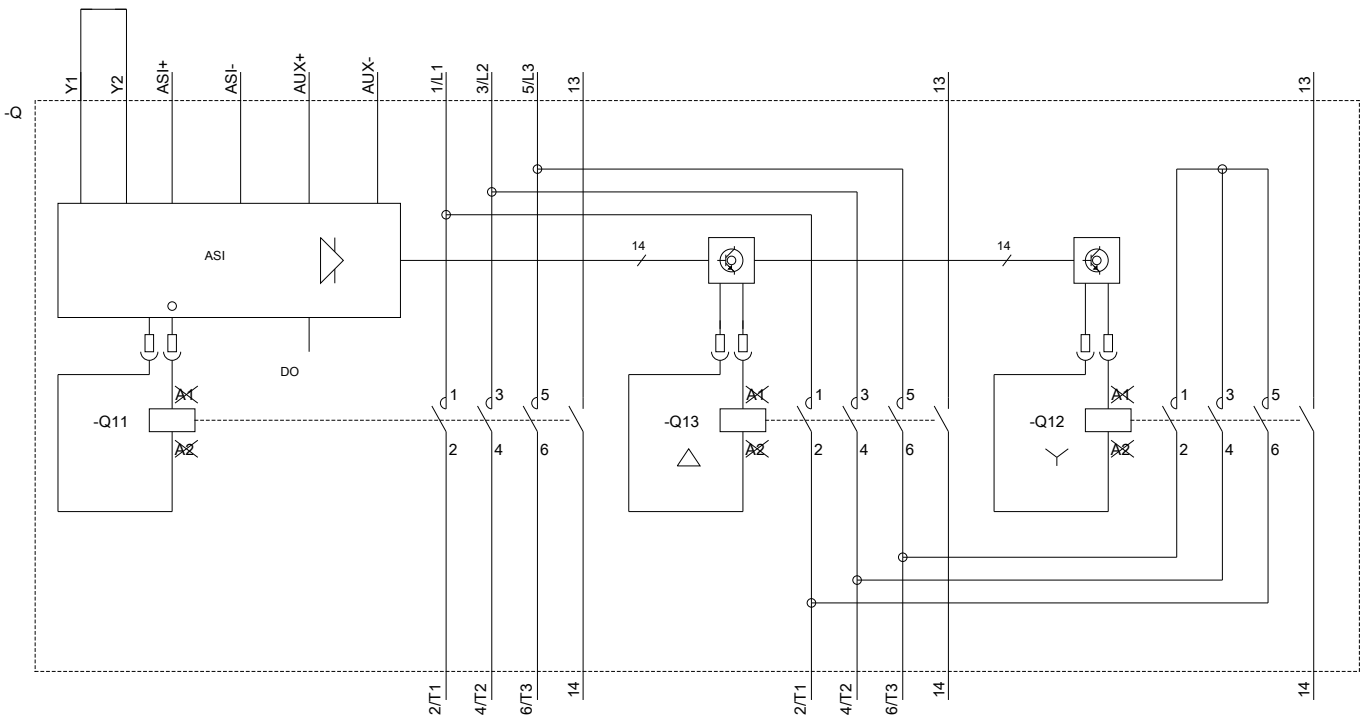 Y1
Y2
ASI+
ASI-
AUX+
AUX-
1/L1
3/L2
5/L3
13
13
13
-Q
ASI
14
14
DO
A1
1
3
5
A1
1
3
5
A1
1
3
5
-Q11
-Q13
-Q12
A2
2
4
6
A2
2
4
6
A2
2
4
6
2/T1
4/T2
6/T3
14
2/T1
4/T2
6/T3
14
14